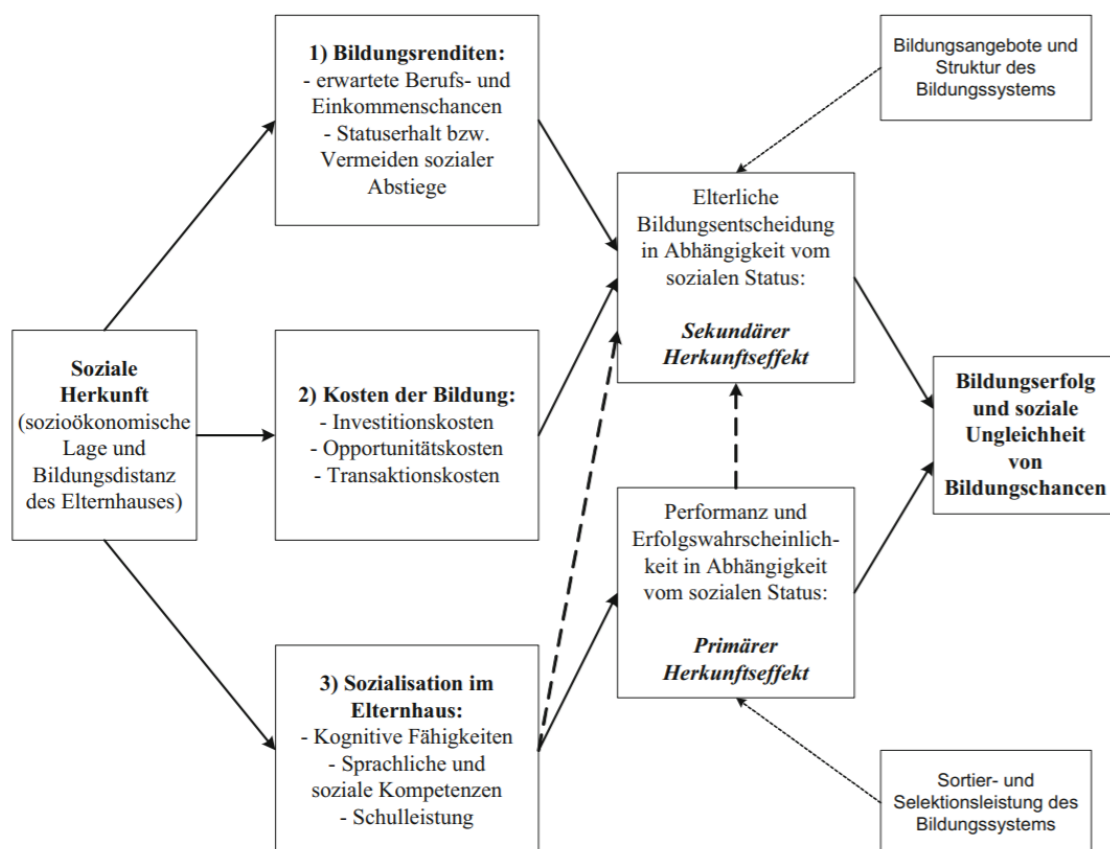 1) Bildungsrenditen:
- erwartete Berufs- und
Einkommenschancen
- Statuserhalt bzw.
Vermeiden sozialer
Abstiege
Bildungsangebote und
Struktur des
Bildungssystems
Elterliche
Bildungsentscheidung
in Abhängigkeit vom
sozialen Status:
Sekundärer
Herkunftseffekt
Soziale
Herkunft
(sozioökonomische
Lage und
Bildungsdistanz
des Elternhauses)
2) Kosten der Bildung:
- Investitionskosten
- Opportunitätskosten
- Transaktionskosten
Bildungserfolg
und soziale
Ungleichheit
von
Bildungschancen
Performanz und
Erfolgswahrscheinlich-
keit in Abhängigkeit
vom sozialen Status:
Primärer
Herkunftseffekt
3) Sozialisation im
Elternhaus:
- Kognitive Fähigkeiten
- Sprachliche und
soziale Kompetenzen
- Schulleistung
Sortier- und
Selektionsleistung des
Bildungssystems